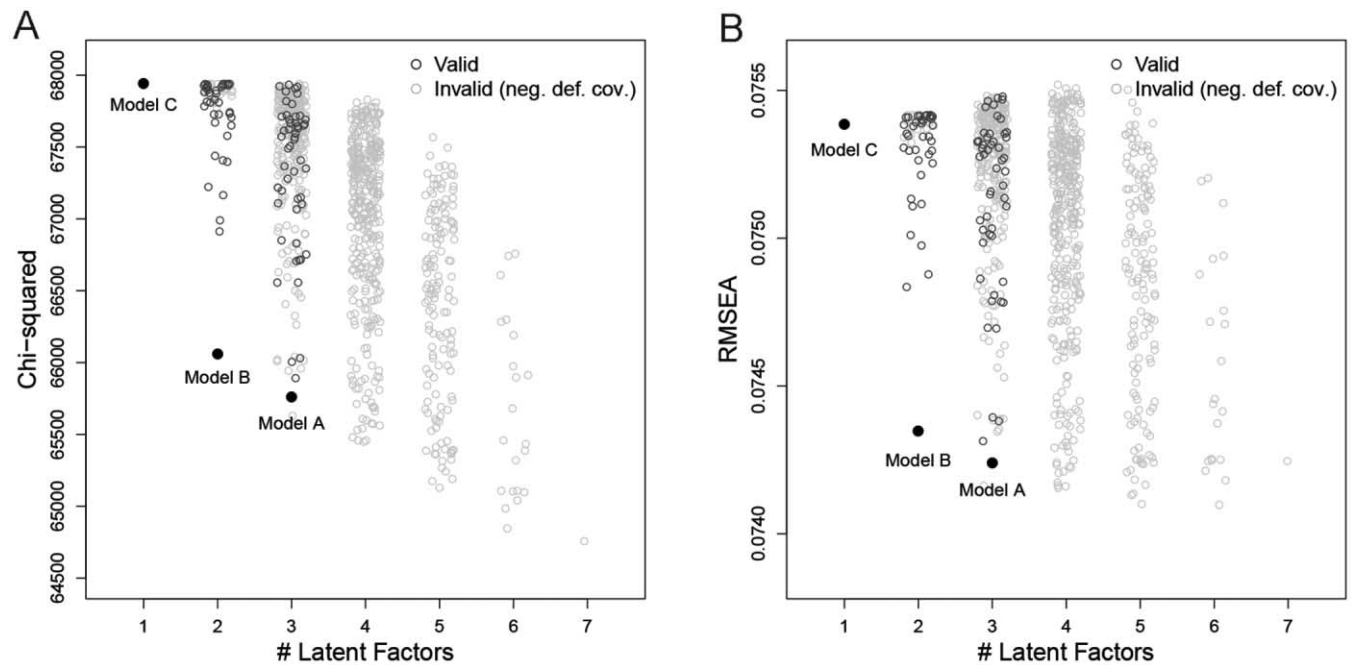 A
Chi-squared
68000
67500
67000
66500
66000
65500
65000
64500
Valid
Invalid (neg. def. cov.)
Model C
Model B
Model A
1 2 3 4 5 6 7
# Latent Factors
B
RMSEA
0.0755
0.0750
0.0745
0.0740
Valid
Invalid (neg. def. cov.)
Model C
Model B
Model A
1 2 3 4 5 6 7
# Latent Factors